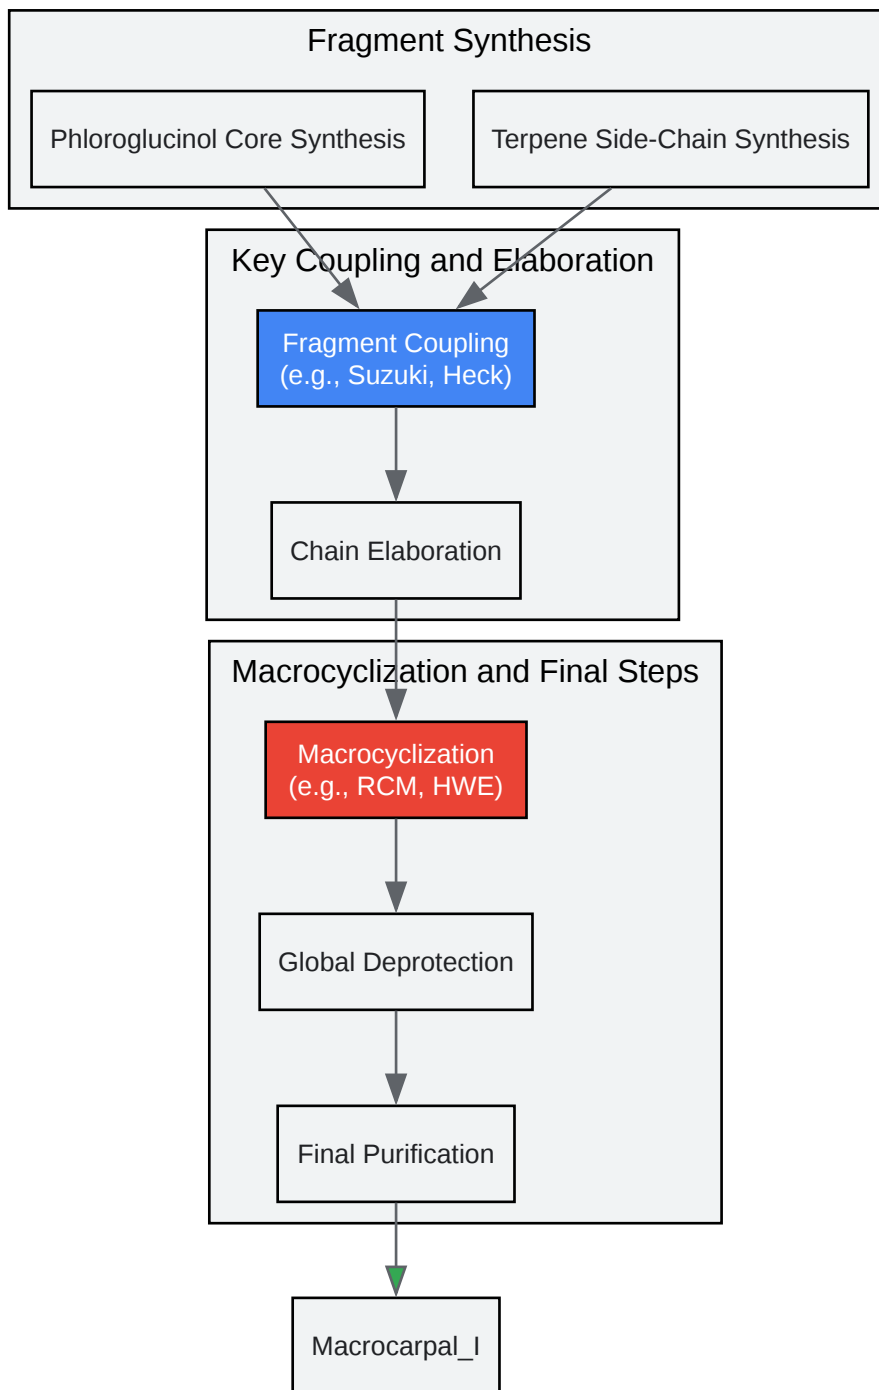 Fragment Synthesis
Phloroglucinol Core Synthesis
Terpene Side-Chain Synthesis
Key Coupling and Elaboration
Fragment Coupling
(e.g., Suzuki, Heck)
Chain Elaboration
Macrocyclization and Final Steps
Macrocyclization
(e.g., RCM, HWE)
Global Deprotection
Final Purification
Macrocarpal_I